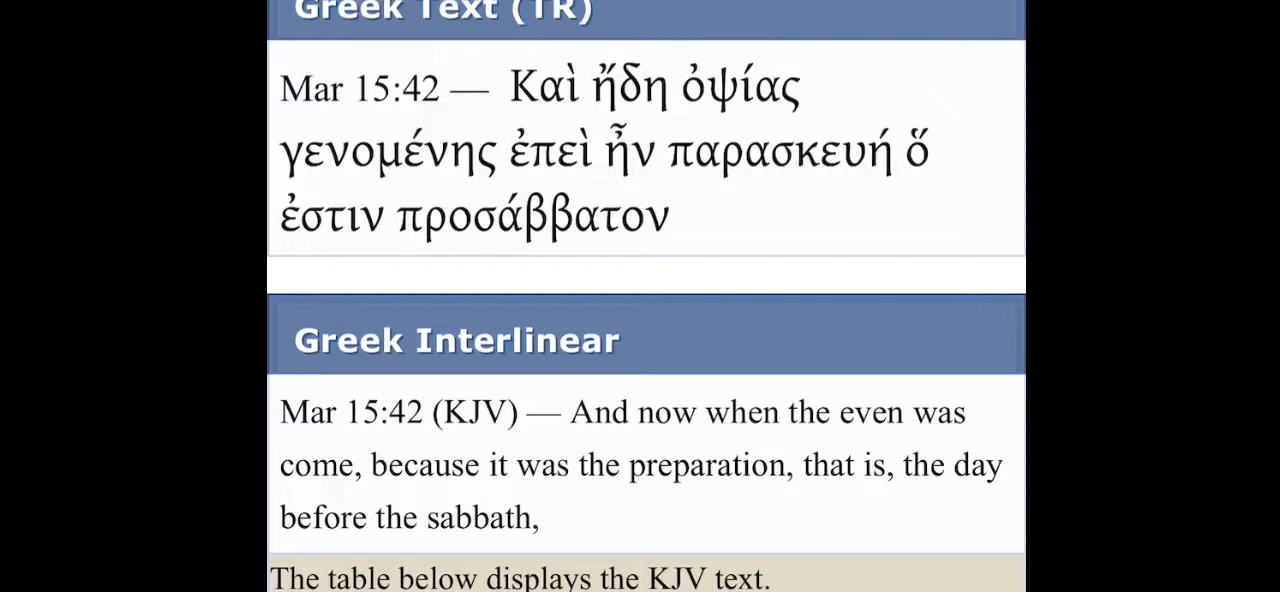 Greek Text (TR)
Mar 15:42 — Καὶ ἤδη ὀψίας
γενομένης ἐπεὶ ἦν παρασκευή ὅ
ἐστιν προσάββατον
Greek Interlinear
Mar 15:42 (KJV) — And now when the even was
come, because it was the preparation, that is, the day
before the sabbath,
The table below displays the KJV text.